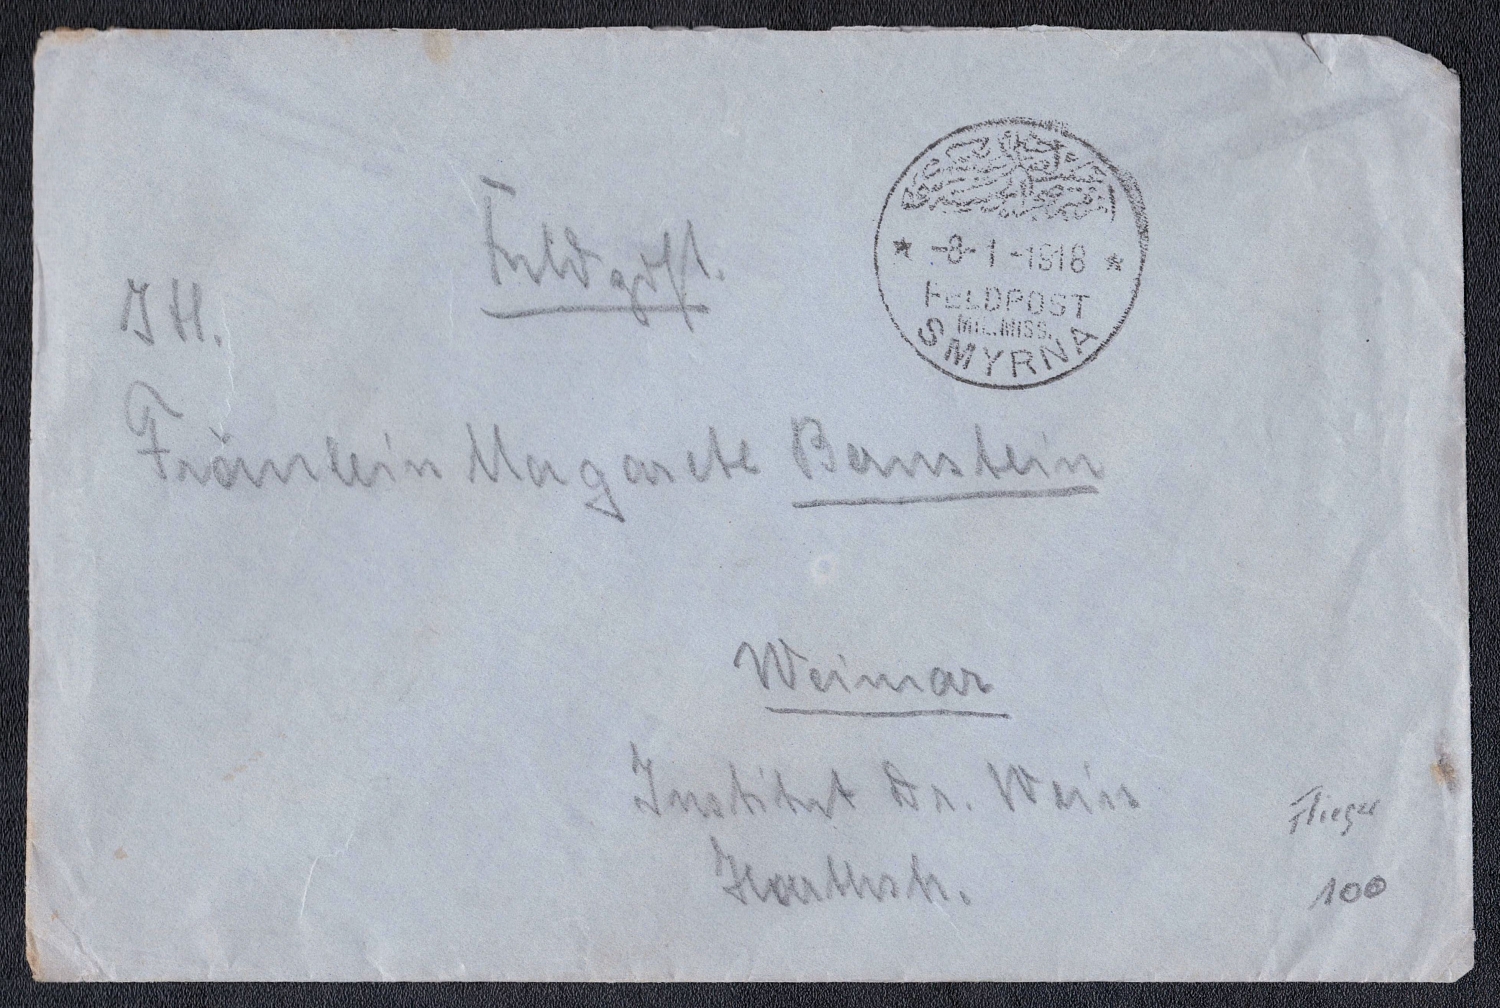 Feldpost.
* -8-1-1918 *
FELDPOST
MIL.MISS.
SMYRNA
J H.
Fräulein Margarete Bernstein
Weimar
Institut Dr. Weiss
Flieger
100